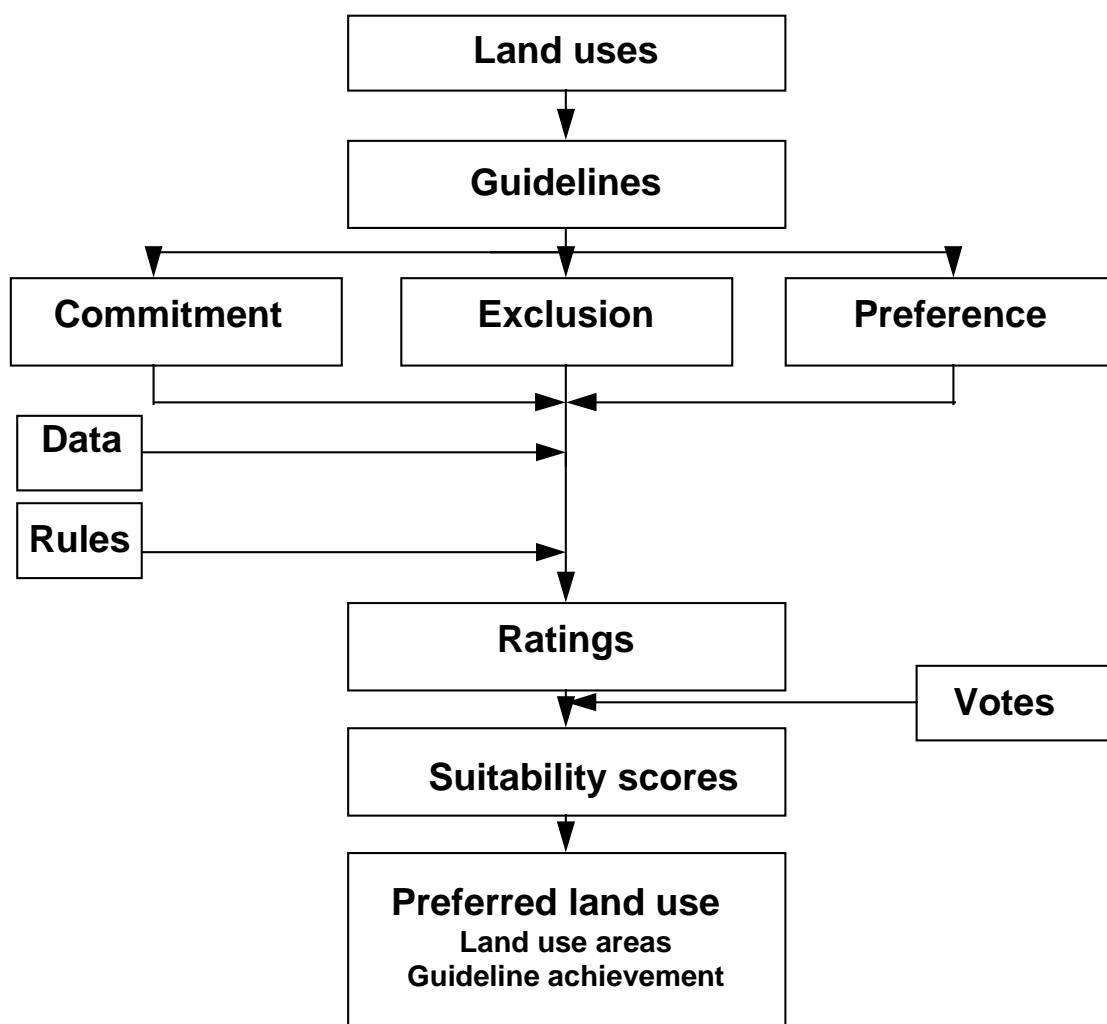 Land uses
Guidelines
Commitment
Exclusion
Preference
Data
Rules
Ratings
Votes
Suitability scores
Preferred land use
Land use areas
Guideline achievement